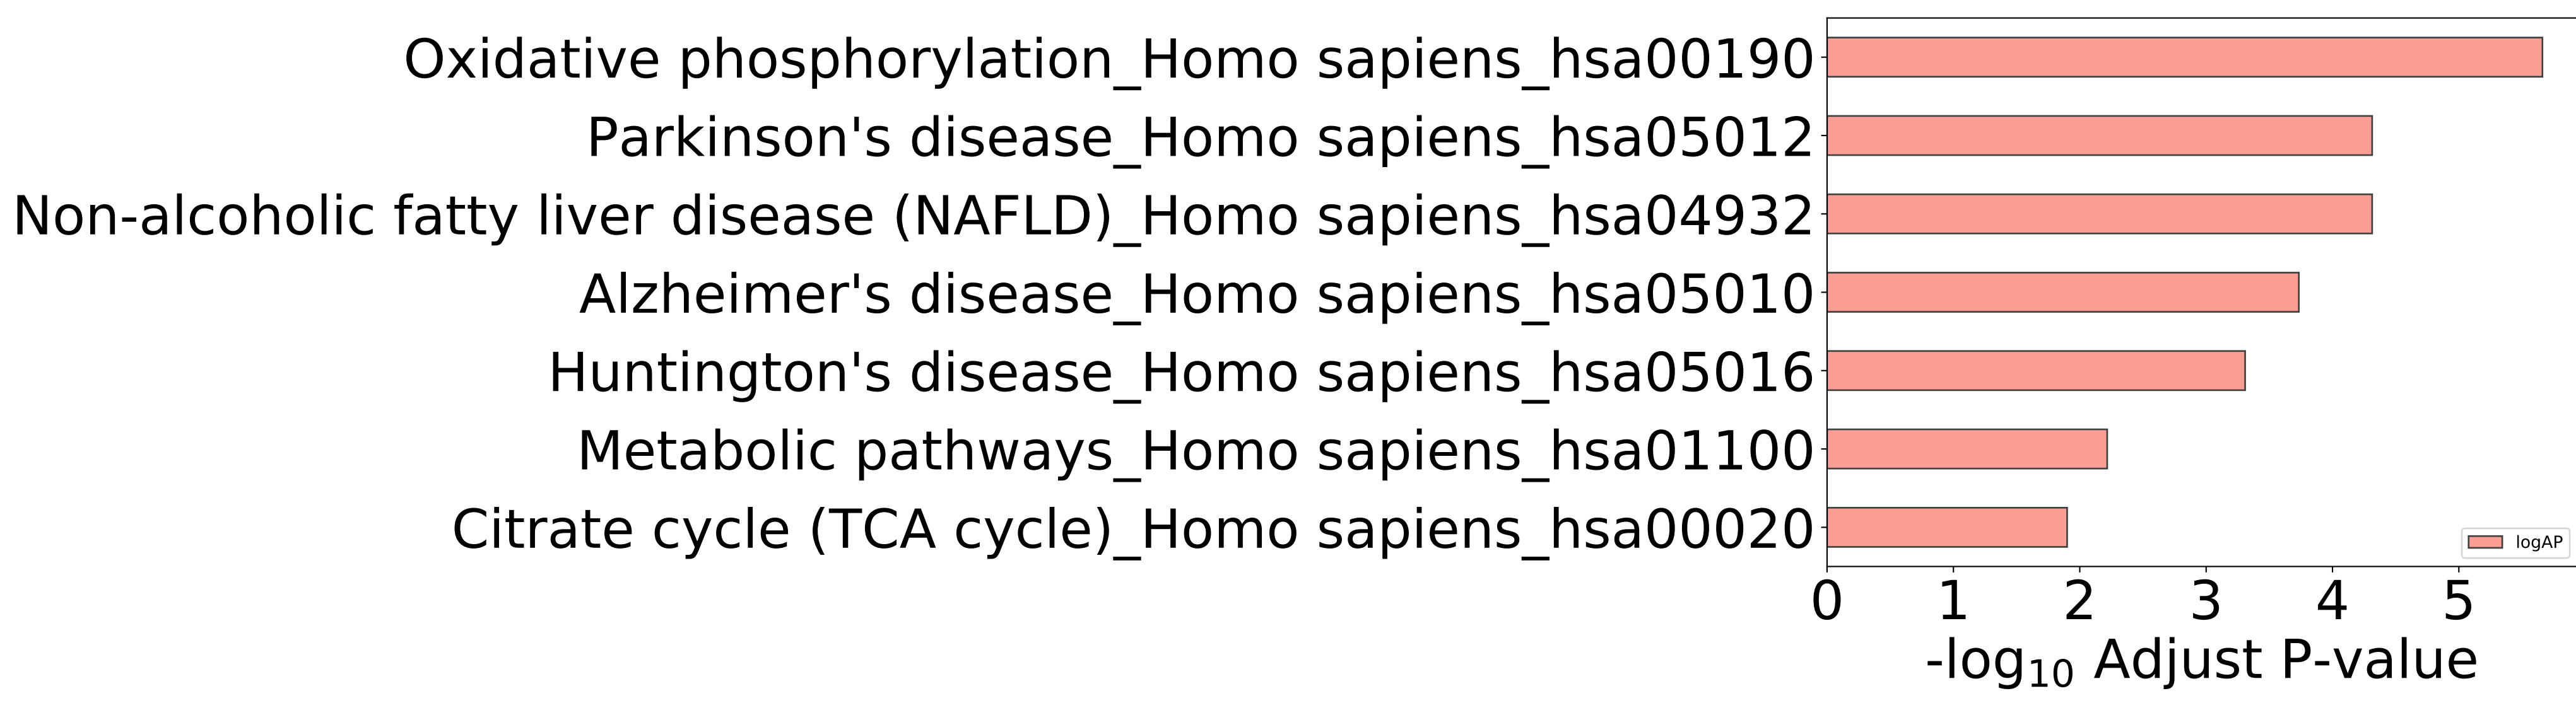 Oxidative phosphorylation_Homo sapiens_hsa00190
Parkinson's disease_Homo sapiens_hsa05012
Non-alcoholic fatty liver disease (NAFLD)_Homo sapiens_hsa04932
Alzheimer's disease_Homo sapiens_hsa05010
Huntington's disease_Homo sapiens_hsa05016
Metabolic pathways_Homo sapiens_hsa01100
Citrate cycle (TCA cycle)_Homo sapiens_hsa00020
logAP
0 1 2 3 4 5
-log₁₀ Adjust P-value